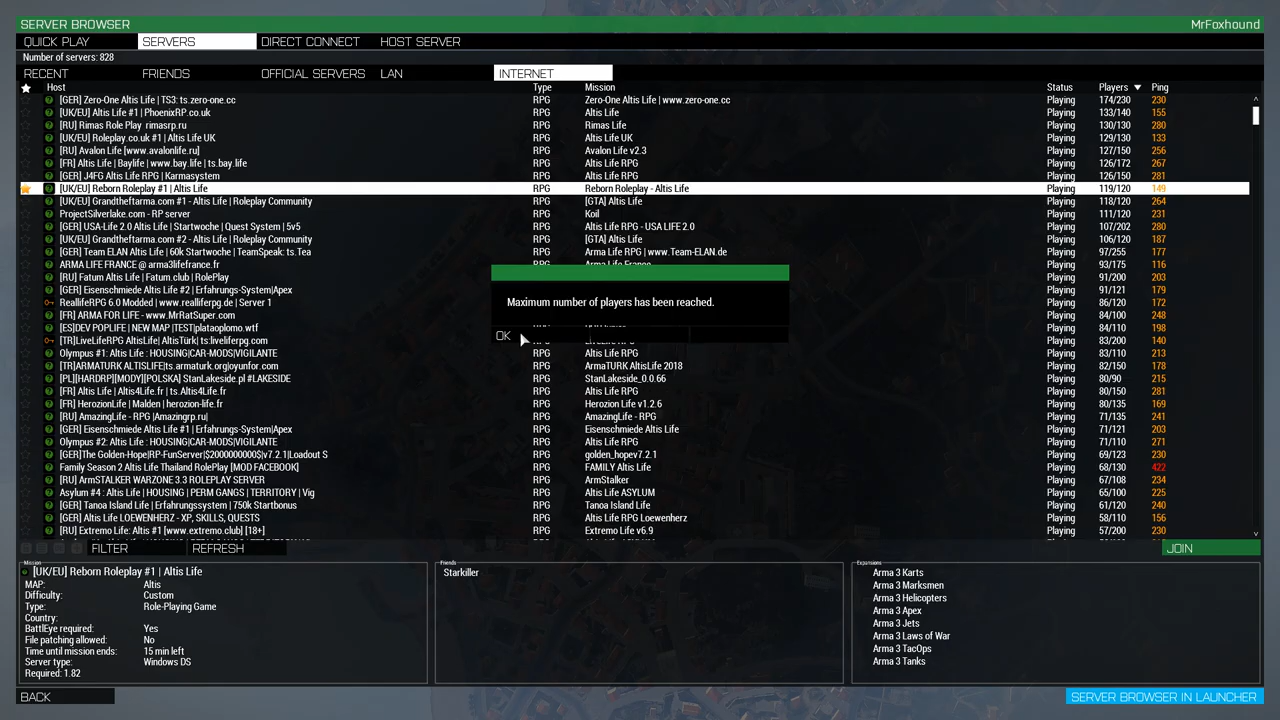 SERVER BROWSER MrFoxhound
QUICK PLAY SERVERS DIRECT CONNECT HOST SERVER
Number of servers: 828
RECENT FRIENDS OFFICIAL SERVERS LAN INTERNET
Host Type Mission Status Players Ping
[GER] Zero-One Altis Life | TS3: ts.zero-one.cc RPG Zero-One Altis Life | www.zero-one.cc Playing 174/230 230
[UK/EU] Altis Life #1 | PhoenixRP.co.uk RPG Altis Life Playing 133/140 155
[RU] Rimas Role Play rimasrp.ru RPG Rimas Life Playing 130/130 280
[UK/EU] Roleplay.co.uk #1 | Altis Life RPG Altis Life UK Playing 129/130 133
[RU] Avalon Life [www.avalonlife.ru] RPG Avalon Life v2.3 Playing 127/150 256
[FR] Altis Life | Baylife | www.bay.life | ts.bay.life RPG Altis Life RPG Playing 126/172 267
[GER] J4FG Altis Life RPG | Karmasystem RPG Altis Life RPG Playing 126/150 281
[UK/EU] Reborn Roleplay #1 | Altis Life RPG Reborn Roleplay - Altis Life Playing 119/120 149
[UK/EU] Grandtheftarma.com #1 - Altis Life | Roleplay Community RPG [GTA] Altis Life Playing 118/120 264
ProjectSilverlake.com - RP server RPG Koil Playing 111/120 231
[GER] USA-Life 2.0 Altis Life | Startwoche | Quest System | 5v5 RPG Altis Life RPG - USA LIFE 2.0 Playing 107/202 280
[UK/EU] Grandtheftarma.com #2 - Altis Life | Roleplay Community RPG [GTA] Altis Life Playing 106/120 187
[GER] Team ELAN Altis Life | 60k Startwoche | TeamSpeak: ts.Tea RPG Arma Life RPG | www.Team-ELAN.de Playing 97/255 177
ARMA LIFE FRANCE @ arma3lifefrance.fr RPG Arma Life France Playing 93/175 116
[RU] Fatum Altis Life | Fatum.club | RolePlay Playing 91/200 203
[GER] Eisenschmiede Altis Life #2 | Erfahrungs-System|Apex Playing 91/121 179
ReallifeRPG 6.0 Modded | www.realliferpg.de | Server 1 Playing 86/120 172
[FR] ARMA FOR LIFE - www.MrRatSuper.com Playing 84/100 248
[ES]DEV POPLIFE | NEW MAP |TEST|plataoplomo.wtf Playing 84/110 198
[TR]LiveLifeRPG AltisLife| AltisTürk| ts.liveliferpg.com Playing 83/200 140
Olympus #1: Altis Life : HOUSING|CAR-MODS|VIGILANTE RPG Altis Life RPG Playing 83/110 213
[TR]ARMATURK ALTISLIFE|ts.armaturk.org|oyunfor.com RPG ArmaTURK AltisLife 2018 Playing 82/150 178
[PL][HARDRP][MODY][POLSKA] StanLakeside.pl #LAKESIDE RPG StanLakeside_0.0.66 Playing 80/90 215
[FR] Altis Life | Altis4Life.fr | ts.Altis4Life.fr RPG Altis Life RPG Playing 80/150 281
[FR] HerozionLife | Malden | herozion-life.fr RPG Herozion Life v1.2.6 Playing 80/135 169
[RU] AmazingLife - RPG |Amazingrp.ru| RPG AmazingLife - RPG Playing 71/135 241
[GER] Eisenschmiede Altis Life #1 | Erfahrungs-System|Apex RPG Eisenschmiede Altis Life Playing 71/121 203
Olympus #2: Altis Life : HOUSING|CAR-MODS|VIGILANTE RPG Altis Life RPG Playing 71/110 271
[GER]The Golden-Hope|RP-FunServer|$2000000000$|v7.2.1|Loadout S RPG golden_hopev7.2.1 Playing 69/123 230
Family Season 2 Altis Life Thailand RolePlay [MOD FACEBOOK] RPG FAMILY Altis Life Playing 68/130 422
[RU] ArmSTALKER WARZONE 3.3 ROLEPLAY SERVER RPG ArmStalker Playing 67/108 234
Asylum #4 : Altis Life | HOUSING | PERM GANGS | TERRITORY | Vig RPG Altis Life ASYLUM Playing 65/100 225
[GER] Tanoa Island Life | Erfahrungssystem | 750k Startbonus RPG Tanoa Island Life Playing 61/120 240
[GER] Altis Life LOEWENHERZ - XP, SKILLS, QUESTS RPG Altis Life RPG Loewenherz Playing 58/110 156
[RU] Extremo Life: Altis #1 [www.extremo.club] [18+] RPG Extremo Life v6.9 Playing 57/200 230
Maximum number of players has been reached.
OK
FILTER REFRESH JOIN
Mission
[UK/EU] Reborn Roleplay #1 | Altis Life
MAP: Altis
Difficulty: Custom
Type: Role-Playing Game
Country:
BattlEye required: Yes
File patching allowed: No
Time until mission ends: 15 min left
Server type: Windows DS
Required: 1.82
Friends
Starkiller
Expansions
Arma 3 Karts
Arma 3 Marksmen
Arma 3 Helicopters
Arma 3 Apex
Arma 3 Jets
Arma 3 Laws of War
Arma 3 TacOps
Arma 3 Tanks
BACK SERVER BROWSER IN LAUNCHER